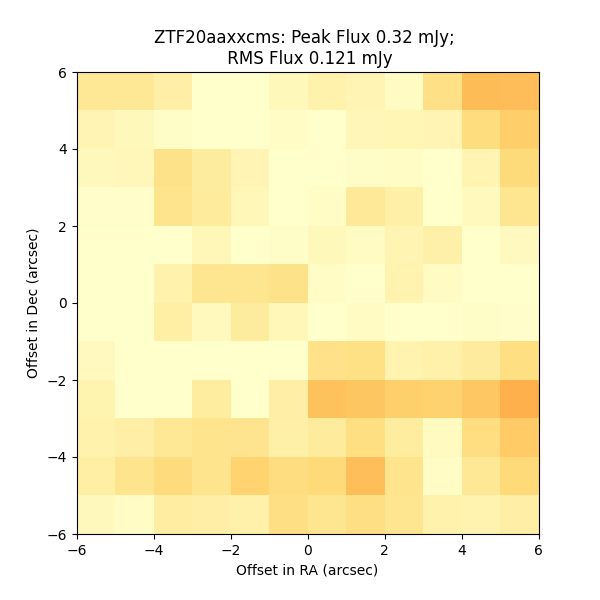 ZTF20aaxxcms: Peak Flux 0.32 mJy;
RMS Flux 0.121 mJy
6
4
2
0
−2
−4
−6
Offset in Dec (arcsec)
−6 −4 −2 0 2 4 6
Offset in RA (arcsec)